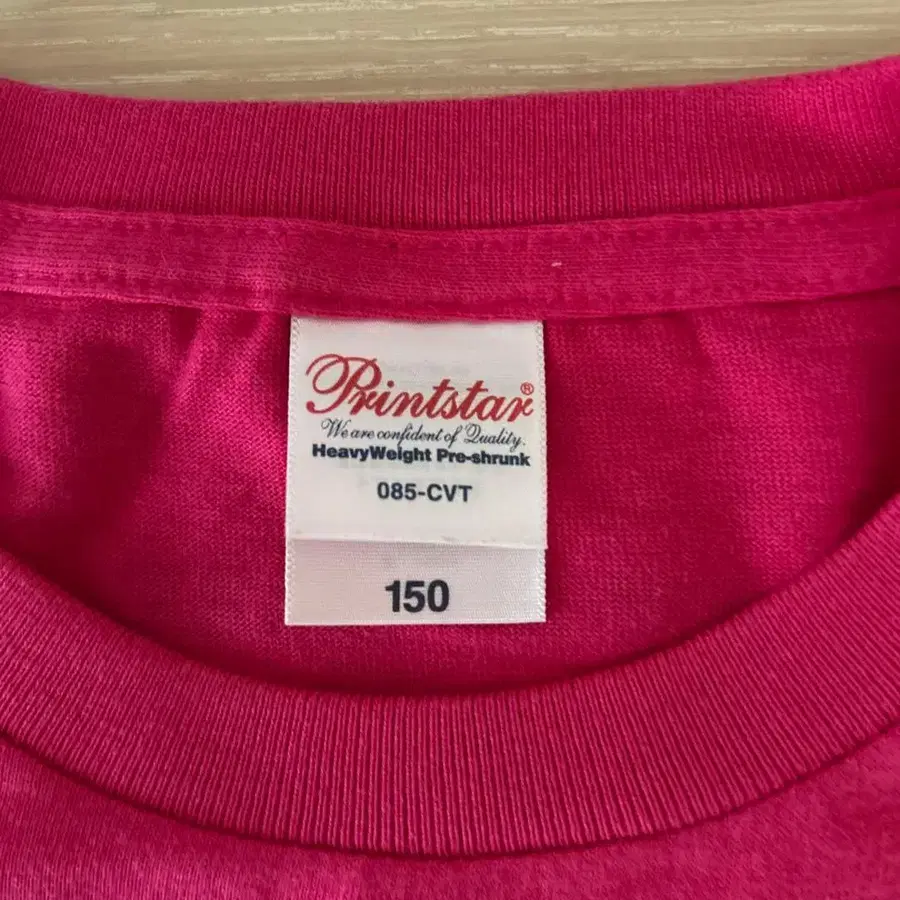 Printstar®
We are confident of Quality.
HeavyWeight Pre-shrunk
085-CVT
150